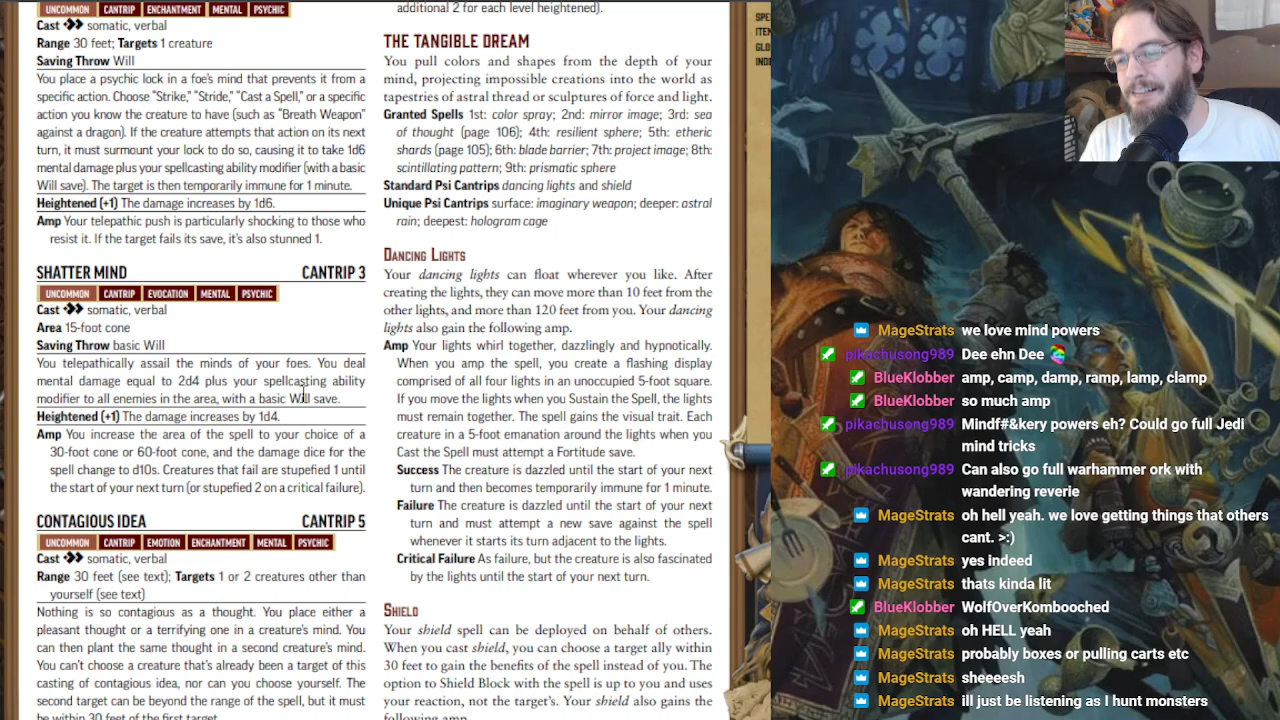 UNCOMMON CANTRIP ENCHANTMENT MENTAL PSYCHIC
Cast somatic, verbal
Range 30 feet; Targets 1 creature
Saving Throw Will
You place a psychic lock in a foe's mind that prevents it from a
specific action. Choose "Strike," "Stride," "Cast a Spell," or a specific
action you know the creature to have (such as "Breath Weapon"
against a dragon). If the creature attempts that action on its next
turn, it must surmount your lock to do so, causing it to take 1d6
mental damage plus your spellcasting ability modifier (with a basic
Will save). The target is then temporarily immune for 1 minute.
Heightened (+1) The damage increases by 1d6.
Amp Your telepathic push is particularly shocking to those who
resist it. If the target fails its save, it's also stunned 1.
SHATTER MIND CANTRIP 3
UNCOMMON CANTRIP EVOCATION MENTAL PSYCHIC
Cast somatic, verbal
Area 15-foot cone
Saving Throw basic Will
You telepathically assail the minds of your foes. You deal
mental damage equal to 2d4 plus your spellcasting ability
modifier to all enemies in the area, with a basic Will save.
Heightened (+1) The damage increases by 1d4.
Amp You increase the area of the spell to your choice of a
30-foot cone or 60-foot cone, and the damage dice for the
spell change to d10s. Creatures that fail are stupefied 1 until
the start of your next turn (or stupefied 2 on a critical failure).
CONTAGIOUS IDEA CANTRIP 5
UNCOMMON CANTRIP EMOTION ENCHANTMENT MENTAL PSYCHIC
Cast somatic, verbal
Range 30 feet (see text); Targets 1 or 2 creatures other than
yourself (see text)
Nothing is so contagious as a thought. You place either a
pleasant thought or a terrifying one in a creature's mind. You
can then plant the same thought in a second creature's mind.
You can't choose a creature that's already been a target of this
casting of contagious idea, nor can you choose yourself. The
second target can be beyond the range of the spell, but it must
be within 30 feet of the first target.
additional 2 for each level heightened).
THE TANGIBLE DREAM
You pull colors and shapes from the depth of your
mind, projecting impossible creations into the world as
tapestries of astral thread or sculptures of force and light.
Granted Spells 1st: color spray; 2nd: mirror image; 3rd: sea
of thought (page 106); 4th: resilient sphere; 5th: etheric
shards (page 105); 6th: blade barrier; 7th: project image; 8th:
scintillating pattern; 9th: prismatic sphere
Standard Psi Cantrips dancing lights and shield
Unique Psi Cantrips surface: imaginary weapon; deeper: astral
rain; deepest: hologram cage
DANCING LIGHTS
Your dancing lights can float wherever you like. After
creating the lights, they can move more than 10 feet from the
other lights, and more than 120 feet from you. Your dancing
lights also gain the following amp.
Amp Your lights whirl together, dazzlingly and hypnotically.
When you amp the spell, you create a flashing display
comprised of all four lights in an unoccupied 5-foot square.
If you move the lights when you Sustain the Spell, the lights
must remain together. The spell gains the visual trait. Each
creature in a 5-foot emanation around the lights when you
Cast the Spell must attempt a Fortitude save.
Success The creature is dazzled until the start of your next
turn and then becomes temporarily immune for 1 minute.
Failure The creature is dazzled until the start of your next
turn and must attempt a new save against the spell
whenever it starts its turn adjacent to the lights.
Critical Failure As failure, but the creature is also fascinated
by the lights until the start of your next turn.
SHIELD
Your shield spell can be deployed on behalf of others.
When you cast shield, you can choose a target ally within
30 feet to gain the benefits of the spell instead of you. The
option to Shield Block with the spell is up to you and uses
your reaction, not the target's. Your shield also gains the
following amp.
SPE
ITE
GLO
INDE
MageStrats we love mind powers
pikachusong989 Dee ehn Dee
BlueKlobber amp, camp, damp, ramp, lamp, clamp
BlueKlobber so much amp
pikachusong989 Mindf#&kery powers eh? Could go full Jedi
mind tricks
pikachusong989 Can also go full warhammer ork with
wandering reverie
MageStrats oh hell yeah. we love getting things that others
cant. >:)
MageStrats yes indeed
MageStrats thats kinda lit
BlueKlobber WolfOverKombooched
MageStrats oh HELL yeah
MageStrats probably boxes or pulling carts etc
MageStrats sheeeesh
MageStrats ill just be listening as I hunt monsters